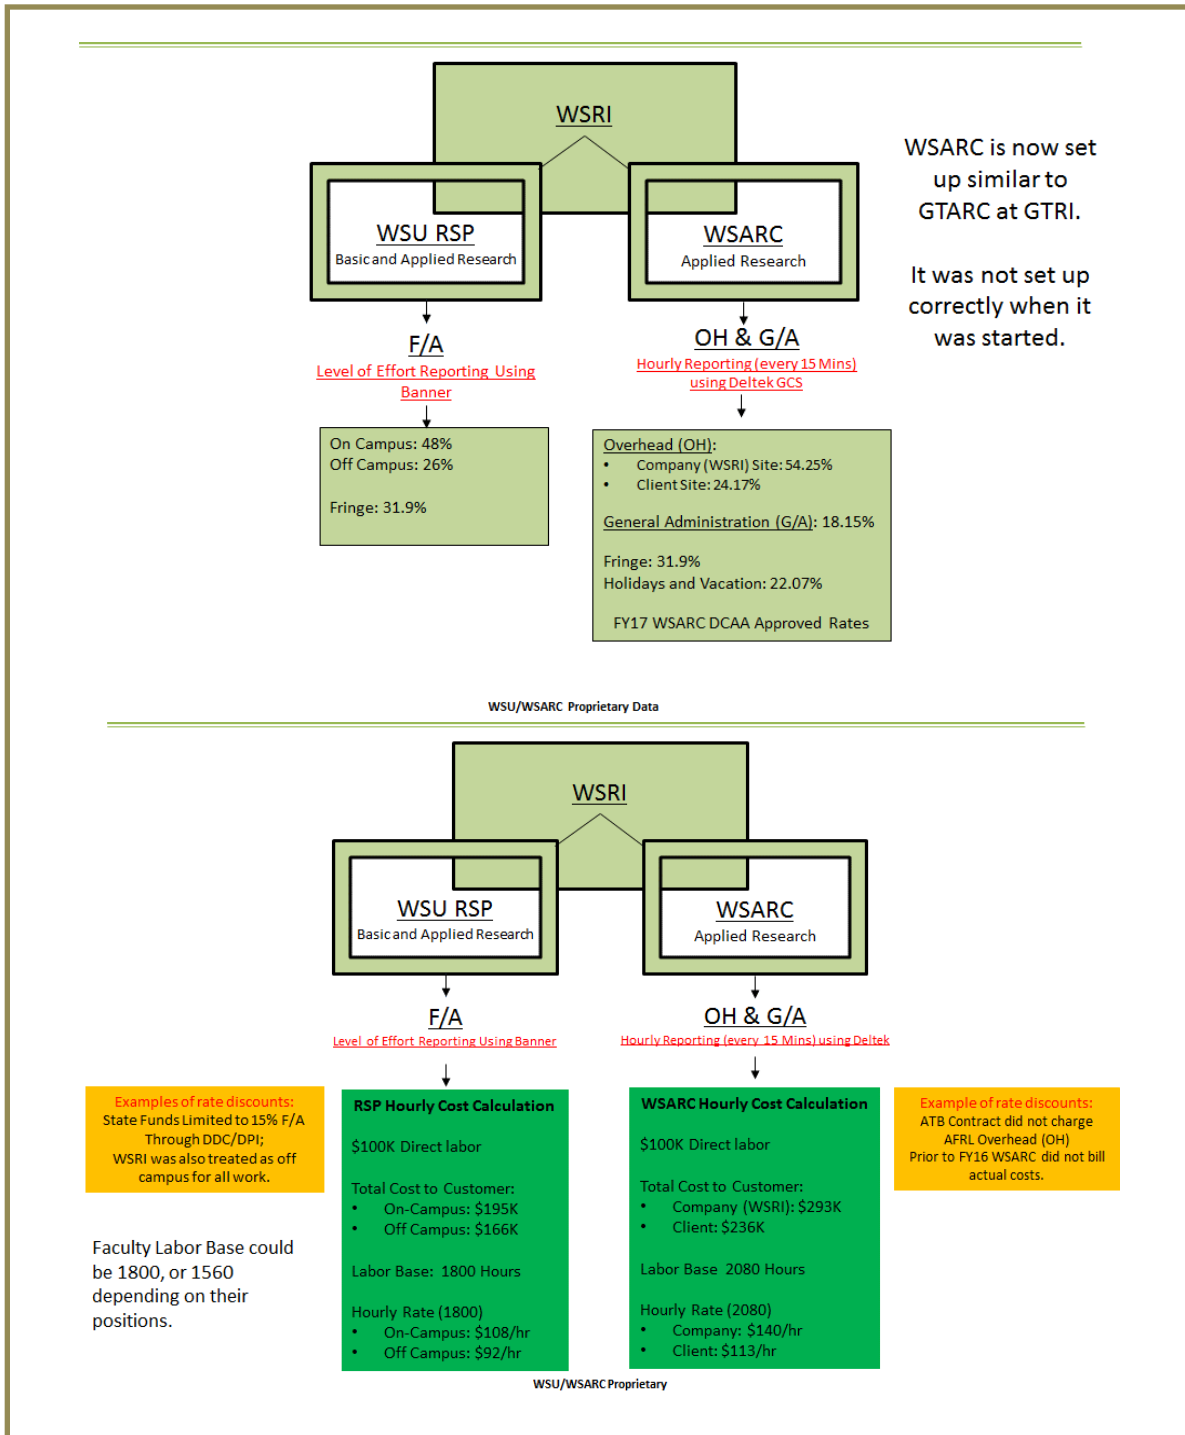 WSRI
WSU RSP
Basic and Applied Research
WSARC
Applied Research
WSARC is now set
up similar to
GTARC at GTRI.
It was not set up
correctly when it
was started.
F/A
Level of Effort Reporting Using
Banner
OH & G/A
Hourly Reporting (every 15 Mins)
using Deltek GCS
On Campus: 48%
Off Campus: 26%
Fringe: 31.9%
Overhead (OH):
• Company (WSRI) Site: 54.25%
• Client Site: 24.17%
General Administration (G/A): 18.15%
Fringe: 31.9%
Holidays and Vacation: 22.07%
FY17 WSARC DCAA Approved Rates
WSU/WSARC Proprietary Data
WSRI
WSU RSP
Basic and Applied Research
WSARC
Applied Research
F/A
Level of Effort Reporting Using Banner
OH & G/A
Hourly Reporting (every 15 Mins) using Deltek
Examples of rate discounts:
State Funds Limited to 15% F/A
Through DDC/DPI;
WSRI was also treated as off
campus for all work.
Faculty Labor Base could
be 1800, or 1560
depending on their
positions.
RSP Hourly Cost Calculation
$100K Direct labor
Total Cost to Customer:
• On-Campus: $195K
• Off Campus: $166K
Labor Base: 1800 Hours
Hourly Rate (1800)
• On-Campus: $108/hr
• Off Campus: $92/hr
WSARC Hourly Cost Calculation
$100K Direct labor
Total Cost to Customer:
• Company (WSRI): $293K
• Client: $236K
Labor Base 2080 Hours
Hourly Rate (2080)
• Company: $140/hr
• Client: $113/hr
Example of rate discounts:
ATB Contract did not charge
AFRL Overhead (OH)
Prior to FY16 WSARC did not bill
actual costs.
WSU/WSARC Proprietary